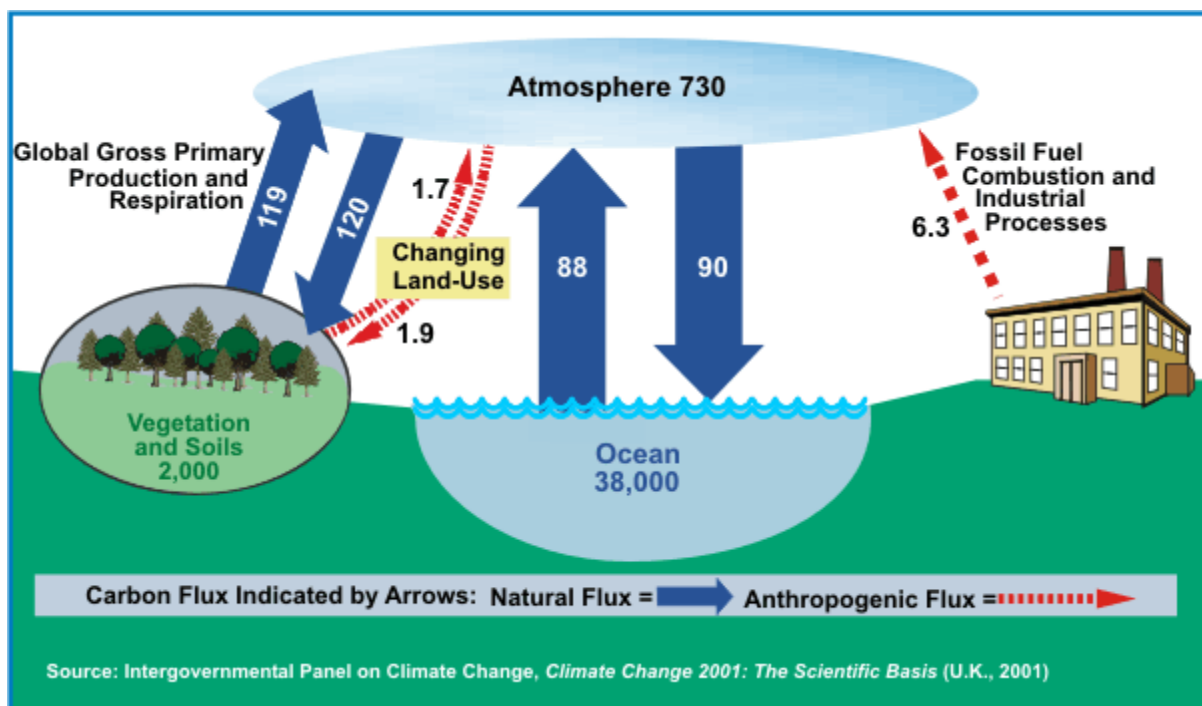 Atmosphere 730
Global Gross Primary
Production and
Respiration
119
120
1.7
Changing
Land-Use
1.9
88
90
Fossil Fuel
Combustion and
Industrial
Processes
6.3
Vegetation
and Soils
2,000
Ocean
38,000
Carbon Flux Indicated by Arrows: Natural Flux = Anthropogenic Flux =
Source: Intergovernmental Panel on Climate Change, Climate Change 2001: The Scientific Basis (U.K., 2001)